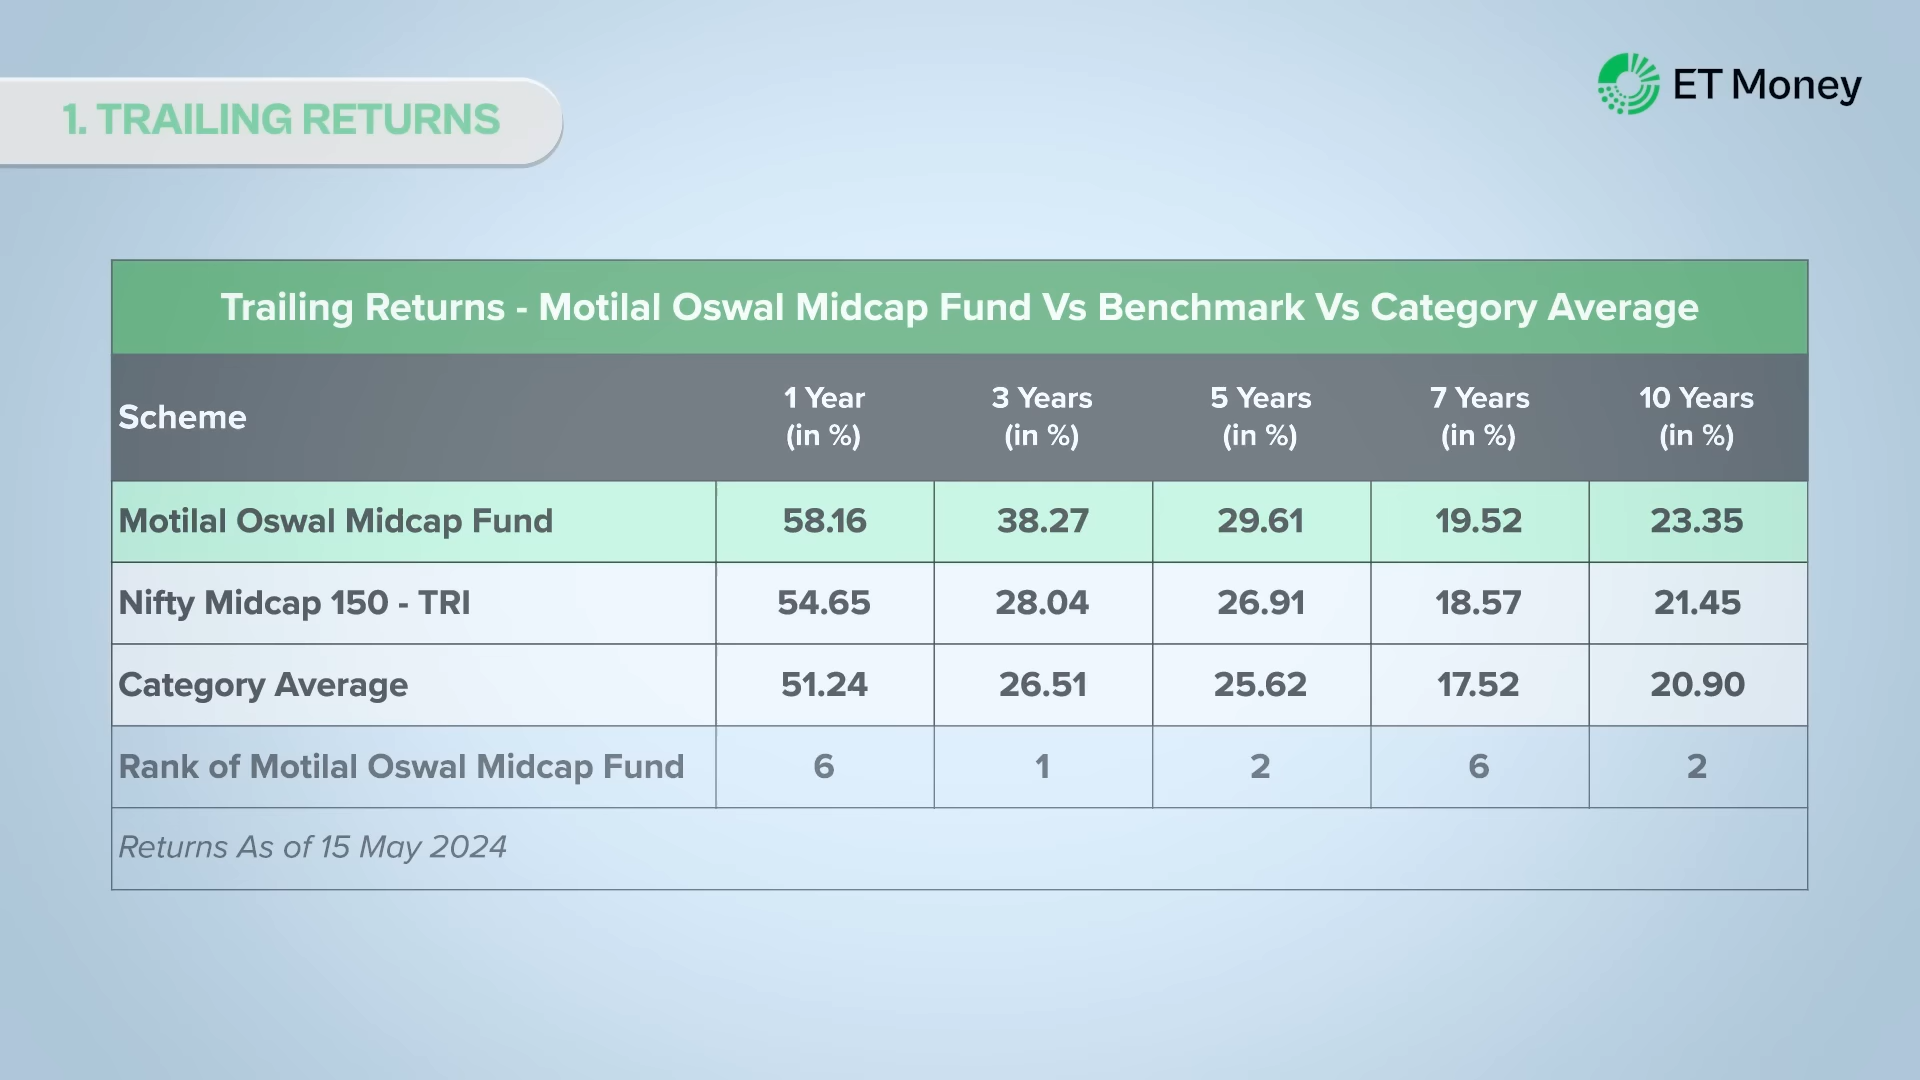 1. TRAILING RETURNS
ET Money
Trailing Returns - Motilal Oswal Midcap Fund Vs Benchmark Vs Category Average
Scheme 1 Year (in %) 3 Years (in %) 5 Years (in %) 7 Years (in %) 10 Years (in %)
Motilal Oswal Midcap Fund 58.16 38.27 29.61 19.52 23.35
Nifty Midcap 150 - TRI 54.65 28.04 26.91 18.57 21.45
Category Average 51.24 26.51 25.62 17.52 20.90
Rank of Motilal Oswal Midcap Fund 6 1 2 6 2
Returns As of 15 May 2024